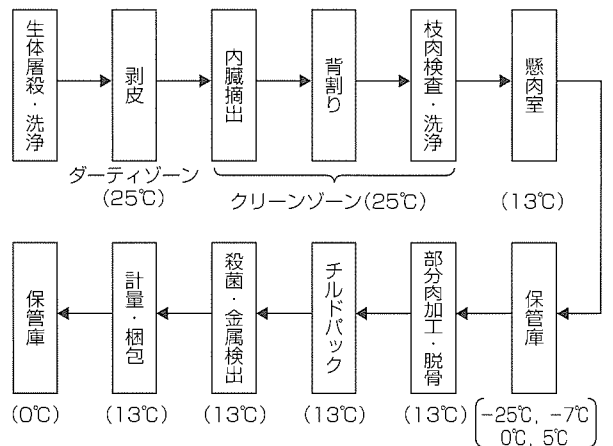 生体屠殺・洗浄
剥皮
内臓摘出
背割り
枝肉検査・洗浄
懸肉室
ダーティゾーン
(25℃)
クリーンゾーン(25℃)
(13℃)
保管庫
計量・梱包
殺菌・金属検出
チルドパック
部分肉加工・脱骨
保管庫
(0℃)
(13℃)
(13℃)
(13℃)
(13℃)
(-25℃, -7℃
0℃, 5℃)